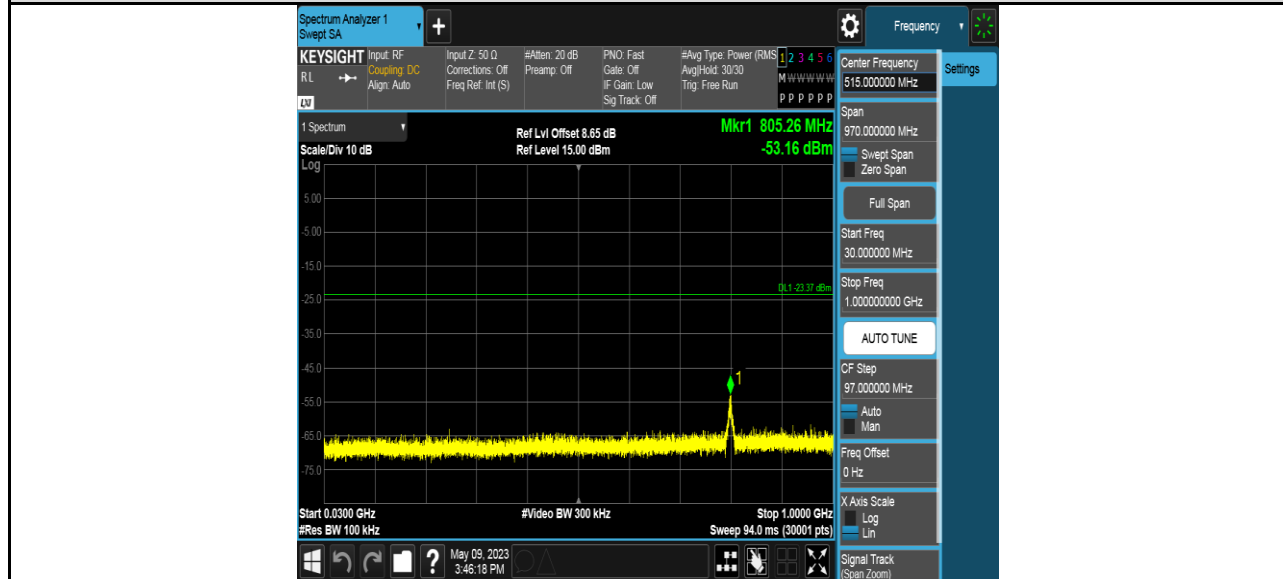 Spectrum Analyzer 1
Swept SA
Frequency
KEYSIGHT
RL
LXI
Input: RF
Coupling: DC
Align: Auto
Input Z: 50 Ω
Corrections: Off
Freq Ref: Int (S)
#Atten: 20 dB
Preamp: Off
PNO: Fast
Gate: Off
IF Gain: Low
Sig Track: Off
#Avg Type: Power (RMS
Avg|Hold: 30/30
Trig: Free Run
1 2 3 4 5 6
M W W W W W
P P P P P P
1 Spectrum
Scale/Div 10 dB
Log
Ref Lvl Offset 8.65 dB
Ref Level 15.00 dBm
Mkr1 805.26 MHz
-53.16 dBm
5.00
-5.00
-15.0
-25.0
-35.0
-45.0
-55.0
-65.0
-75.0
DL1 -23.37 dBm
1
Start 0.0300 GHz
#Res BW 100 kHz
#Video BW 300 kHz
Stop 1.0000 GHz
Sweep 94.0 ms (30001 pts)
May 09, 2023
3:46:18 PM
Center Frequency
515.000000 MHz
Span
970.000000 MHz
Swept Span
Zero Span
Full Span
Start Freq
30.000000 MHz
Stop Freq
1.000000000 GHz
AUTO TUNE
CF Step
97.000000 MHz
Auto
Man
Freq Offset
0 Hz
X Axis Scale
Log
Lin
Signal Track
(Span Zoom)
Settings